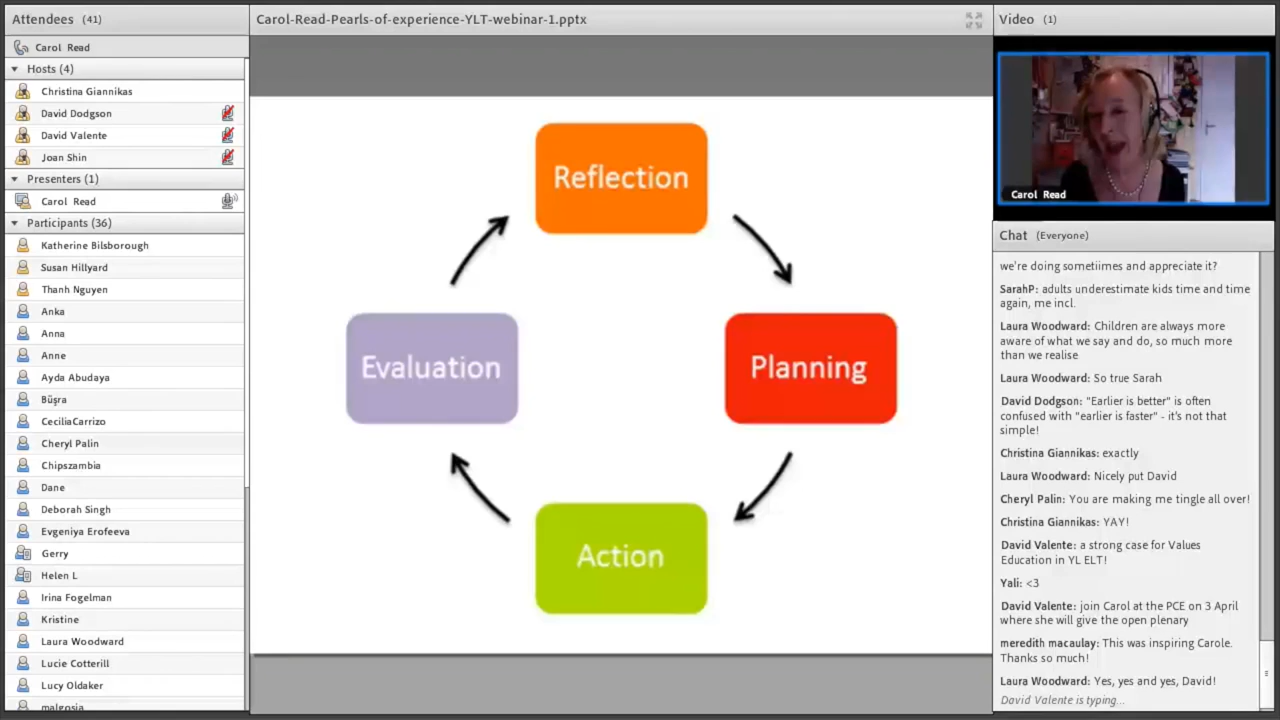 Attendees (41)
Carol Read
Hosts (4)
Christina Giannikas
David Dodgson
David Valente
Joan Shin
Presenters (1)
Carol Read
Participants (36)
Katherine Bilsborough
Susan Hillyard
Thanh Nguyen
Anka
Anna
Anne
Ayda Abudaya
Büşra
CeciliaCarrizo
Cheryl Palin
Chipszambia
Dane
Deborah Singh
Evgeniya Erofeeva
Gerry
Helen L
Irina Fogelman
Kristine
Laura Woodward
Lucie Cotterill
Lucy Oldaker
malgosia
Carol-Read-Pearls-of-experience-YLT-webinar-1.pptx
Reflection
Evaluation
Planning
Action
Video (1)
Carol Read
Chat (Everyone)
we're doing sometiimes and appreciate it?
SarahP: adults underestimate kids time and time
again, me incl.
Laura Woodward: Children are always more
aware of what we say and do, so much more
than we realise
Laura Woodward: So true Sarah
David Dodgson: "Earlier is better" is often
confused with "earlier is faster" - it's not that
simple!
Christina Giannikas: exactly
Laura Woodward: Nicely put David
Cheryl Palin: You are making me tingle all over!
Christina Giannikas: YAY!
David Valente: a strong case for Values
Education in YL ELT!
Yali: <3
David Valente: join Carol at the PCE on 3 April
where she will give the open plenary
meredith macaulay: This was inspiring Carole.
Thanks so much!
Laura Woodward: Yes, yes and yes, David!
David Valente is typing...